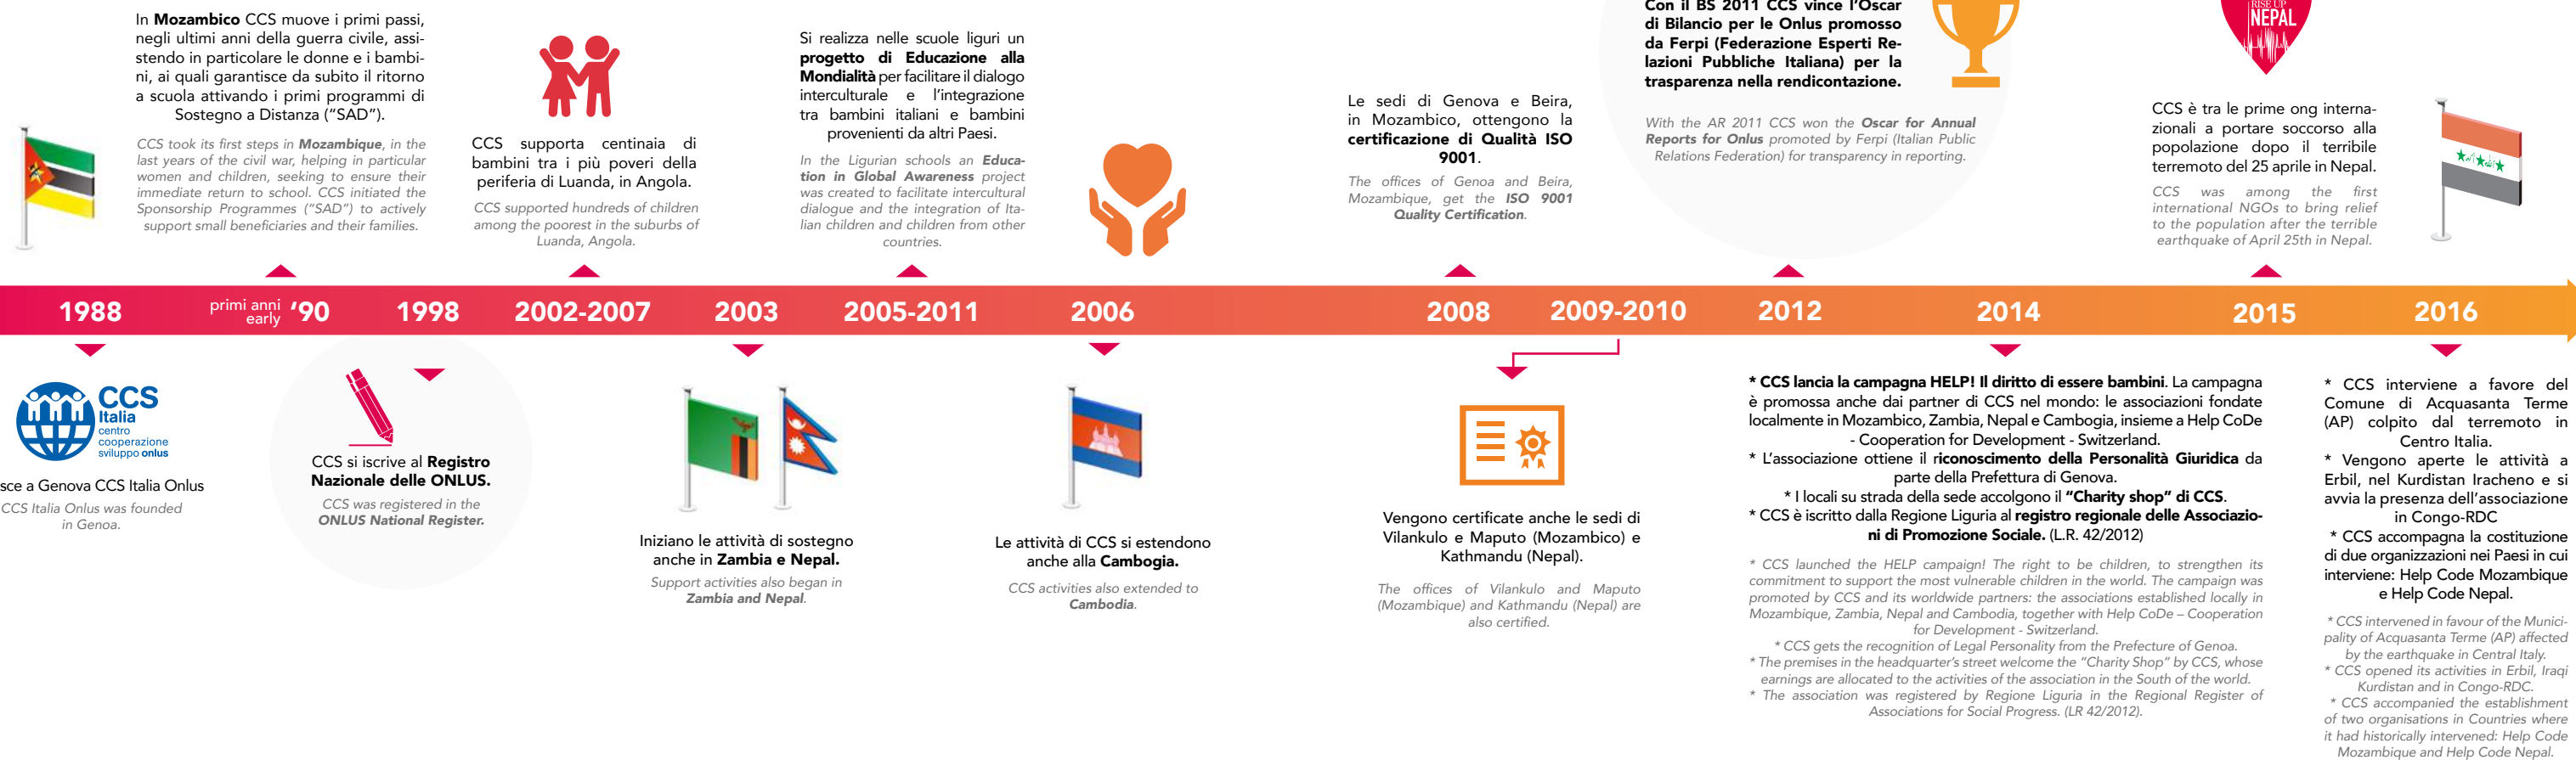 In Mozambico CCS muove i primi passi,
negli ultimi anni della guerra civile, assi-
stendo in particolare le donne e i bambi-
ni, ai quali garantisce da subito il ritorno
a scuola attivando i primi programmi di
Sostegno a Distanza (“SAD”).
CCS took its first steps in Mozambique, in the
last years of the civil war, helping in particular
women and children, seeking to ensure their
immediate return to school. CCS initiated the
Sponsorship Programmes (“SAD”) to actively
support small beneficiaries and their families.
CCS supporta centinaia di
bambini tra i più poveri della
periferia di Luanda, in Angola.
CCS supported hundreds of children
among the poorest in the suburbs of
Luanda, Angola.
Si realizza nelle scuole liguri un
progetto di Educazione alla
Mondialità per facilitare il dialogo
interculturale e l’integrazione
tra bambini italiani e bambini
provenienti da altri Paesi.
In the Ligurian schools an Educa-
tion in Global Awareness project
was created to facilitate intercultural
dialogue and the integration of Ita-
lian children and children from other
countries.
Le sedi di Genova e Beira,
in Mozambico, ottengono la
certificazione di Qualità ISO
9001.
The offices of Genoa and Beira,
Mozambique, get the ISO 9001
Quality Certification.
Con il BS 2011 CCS vince l’Oscar
di Bilancio per le Onlus promosso
da Ferpi (Federazione Esperti Re-
lazioni Pubbliche Italiana) per la
trasparenza nella rendicontazione.
With the AR 2011 CCS won the Oscar for Annual
Reports for Onlus promoted by Ferpi (Italian Public
Relations Federation) for transparency in reporting.
RISE UP
NEPAL
CCS è tra le prime ong interna-
zionali a portare soccorso alla
popolazione dopo il terribile
terremoto del 25 aprile in Nepal.
CCS was among the first
international NGOs to bring relief
to the population after the terrible
earthquake of April 25th in Nepal.
1988
primi anni
early ‘90
1998
2002-2007
2003
2005-2011
2006
2008
2009-2010
2012
2014
2015
2016
CCS
Italia
centro
cooperazione
sviluppo onlus
sce a Genova CCS Italia Onlus
CCS Italia Onlus was founded
in Genoa.
CCS si iscrive al Registro
Nazionale delle ONLUS.
CCS was registered in the
ONLUS National Register.
Iniziano le attività di sostegno
anche in Zambia e Nepal.
Support activities also began in
Zambia and Nepal.
Le attività di CCS si estendono
anche alla Cambogia.
CCS activities also extended to
Cambodia.
Vengono certificate anche le sedi di
Vilankulo e Maputo (Mozambico) e
Kathmandu (Nepal).
The offices of Vilankulo and Maputo
(Mozambique) and Kathmandu (Nepal) are
also certified.
* CCS lancia la campagna HELP! Il diritto di essere bambini. La campagna
è promossa anche dai partner di CCS nel mondo: le associazioni fondate
localmente in Mozambico, Zambia, Nepal e Cambogia, insieme a Help CoDe
- Cooperation for Development - Switzerland.
* L’associazione ottiene il riconoscimento della Personalità Giuridica da
parte della Prefettura di Genova.
* I locali su strada della sede accolgono il “Charity shop” di CCS.
* CCS è iscritto dalla Regione Liguria al registro regionale delle Associazio-
ni di Promozione Sociale. (L.R. 42/2012)
* CCS launched the HELP campaign! The right to be children, to strengthen its
commitment to support the most vulnerable children in the world. The campaign was
promoted by CCS and its worldwide partners: the associations established locally in
Mozambique, Zambia, Nepal and Cambodia, together with Help CoDe – Cooperation
for Development - Switzerland.
* CCS gets the recognition of Legal Personality from the Prefecture of Genoa.
* The premises in the headquarter’s street welcome the “Charity Shop” by CCS, whose
earnings are allocated to the activities of the association in the South of the world.
* The association was registered by Regione Liguria in the Regional Register of
Associations for Social Progress. (LR 42/2012).
* CCS interviene a favore del
Comune di Acquasanta Terme
(AP) colpito dal terremoto in
Centro Italia.
* Vengono aperte le attività a
Erbil, nel Kurdistan Iracheno e si
avvia la presenza dell’associazione
in Congo-RDC
* CCS accompagna la costituzione
di due organizzazioni nei Paesi in cui
interviene: Help Code Mozambique
e Help Code Nepal.
* CCS intervened in favour of the Munici-
pality of Acquasanta Terme (AP) affected
by the earthquake in Central Italy.
* CCS opened its activities in Erbil, Iraqi
Kurdistan and in Congo-RDC.
* CCS accompanied the establishment
of two organisations in Countries where
it had historically intervened: Help Code
Mozambique and Help Code Nepal.